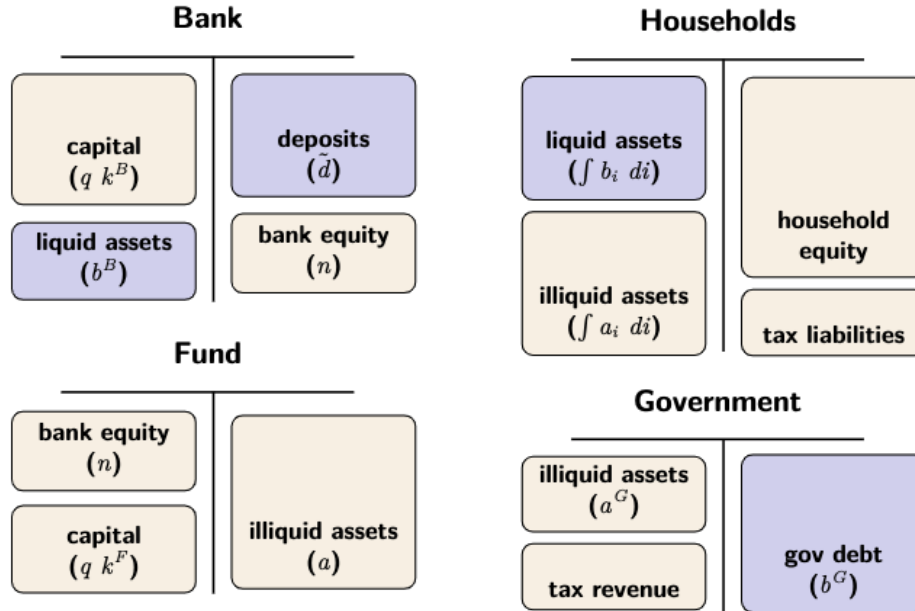 Bank
capital
(q k^B)
liquid assets
(b^B)
deposits
(d̃)
bank equity
(n)
Households
liquid assets
(∫ b_i di)
illiquid assets
(∫ a_i di)
household
equity
tax liabilities
Fund
bank equity
(n)
capital
(q k^F)
illiquid assets
(a)
Government
illiquid assets
(a^G)
tax revenue
gov debt
(b^G)